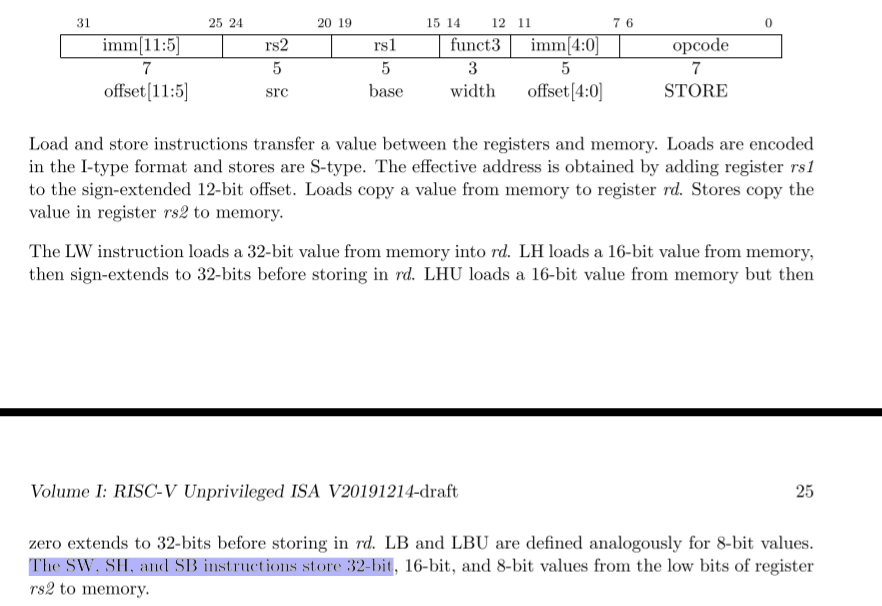 31 25 24 20 19 15 14 12 11 7 6 0
imm[11:5] rs2 rs1 funct3 imm[4:0] opcode
7 5 5 3 5 7
offset[11:5] src base width offset[4:0] STORE
Load and store instructions transfer a value between the registers and memory. Loads are encoded
in the I-type format and stores are S-type. The effective address is obtained by adding register rs1
to the sign-extended 12-bit offset. Loads copy a value from memory to register rd. Stores copy the
value in register rs2 to memory.
The LW instruction loads a 32-bit value from memory into rd. LH loads a 16-bit value from memory,
then sign-extends to 32-bits before storing in rd. LHU loads a 16-bit value from memory but then
Volume I: RISC-V Unprivileged ISA V20191214-draft 25
zero extends to 32-bits before storing in rd. LB and LBU are defined analogously for 8-bit values.
The SW, SH, and SB instructions store 32-bit, 16-bit, and 8-bit values from the low bits of register
rs2 to memory.